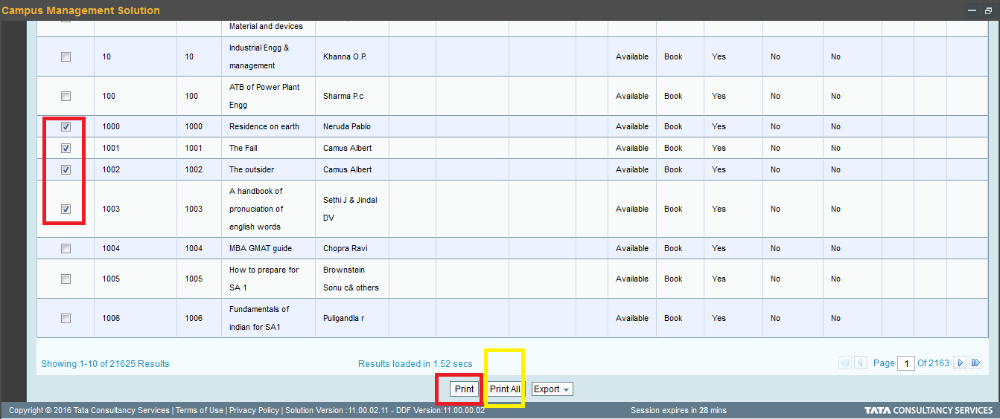 Campus Management Solution
Material and devices
10 10 Industrial Engg & management Khanna O.P. Available Book Yes No No
100 100 ATB of Power Plant Engg Sharma P.c Available Book Yes No No
1000 1000 Residence on earth Neruda Pablo Available Book Yes No No
1001 1001 The Fall Camus Albert Available Book Yes No No
1002 1002 The outsider Camus Albert Available Book Yes No No
1003 1003 A handbook of pronuciation of english words Sethi J & Jindal DV Available Book Yes No No
1004 1004 MBA GMAT guide Chopra Ravi Available Book Yes No No
1005 1005 How to prepare for SA 1 Brownstein Sonu c& others Available Book Yes No No
1006 1006 Fundamentals of indian for SA1 Puligandla r Available Book Yes No No
Showing 1-10 of 21625 Results Results loaded in 1.52 secs Page 1 Of 2163
Print Print All Export
Copyright © 2016 Tata Consultancy Services | Terms of Use | Privacy Policy | Solution Version :11.00.02.11 - DDF Version:11.00.00.02 Session expires in 28 mins TATA CONSULTANCY SERVICES